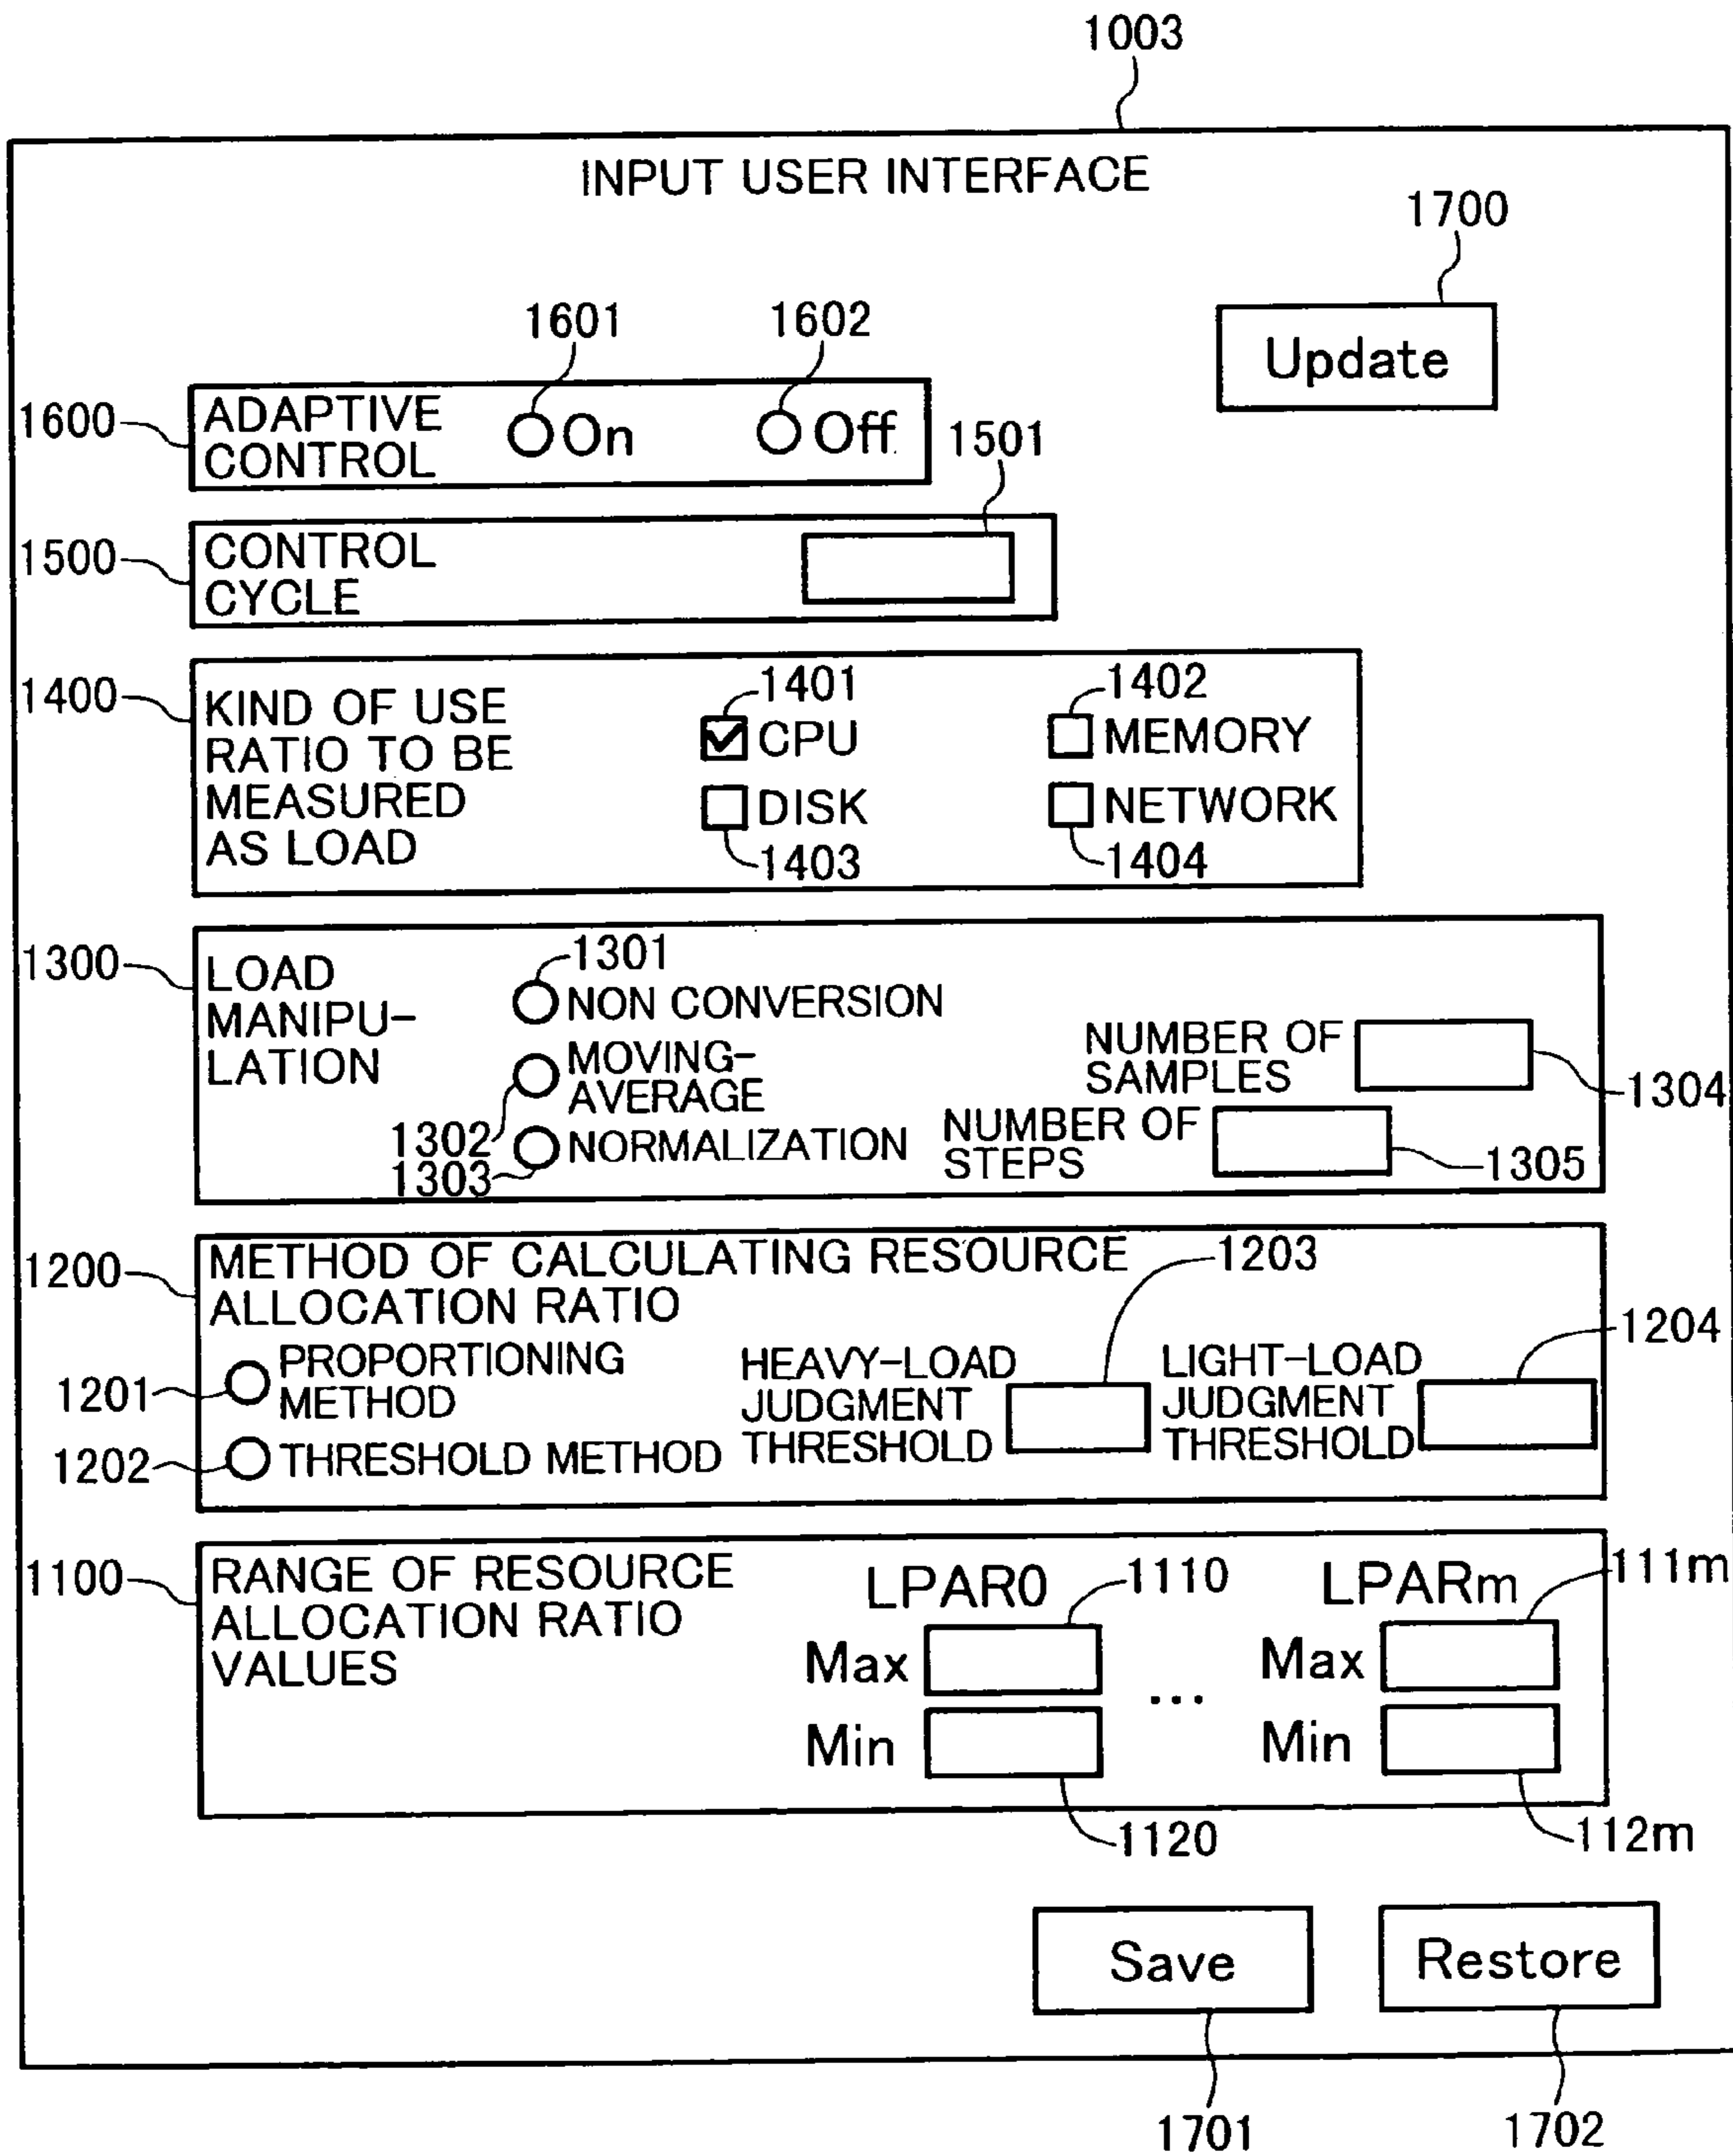 1003
INPUT USER INTERFACE
1700
Update
1601
1602
1600
ADAPTIVE
CONTROL
On
Off
1501
1500
CONTROL
CYCLE
1400
KIND OF USE
RATIO TO BE
MEASURED
AS LOAD
1401
CPU
1402
MEMORY
DISK
1403
NETWORK
1404
1300
LOAD
MANIPU-
LATION
1301
NON CONVERSION
MOVING-
AVERAGE
1302
NUMBER OF
SAMPLES
1304
1303
NORMALIZATION
NUMBER OF
STEPS
1305
1200
METHOD OF CALCULATING RESOURCE
ALLOCATION RATIO
1203
1204
1201
PROPORTIONING
METHOD
1202
THRESHOLD METHOD
HEAVY-LOAD
JUDGMENT
THRESHOLD
LIGHT-LOAD
JUDGMENT
THRESHOLD
1100
RANGE OF RESOURCE
ALLOCATION RATIO
VALUES
LPAR0
1110
Max
Min
1120
...
LPARm
111m
Max
Min
112m
Save
Restore
1701
1702